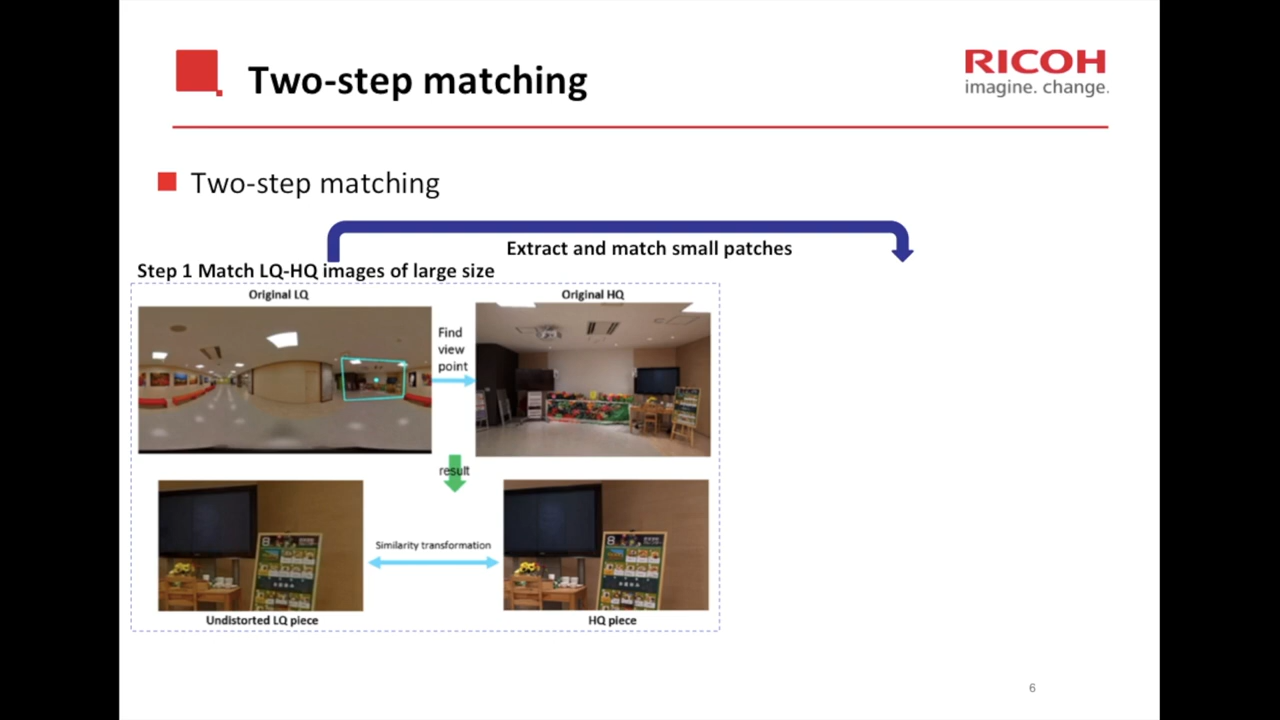 Two-step matching
RICOH
imagine. change.
Two-step matching
Extract and match small patches
Step 1 Match LQ-HQ images of large size
Original LQ
Original HQ
Find
view
point
result
Similarity transformation
Undistorted LQ piece
HQ piece
6